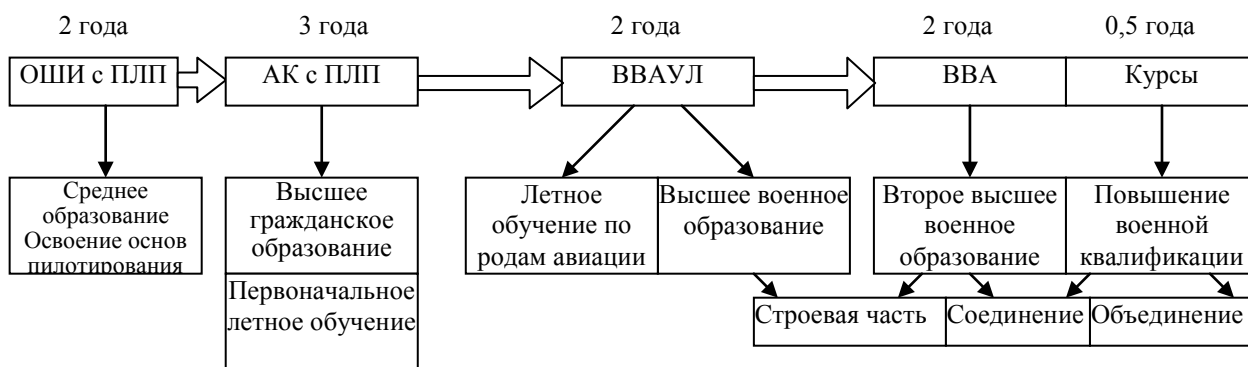 2 года 3 года 2 года 2 года 0,5 года
ОШИ с ПЛП АК с ПЛП ВВАУЛ ВВА Курсы
Среднее
образование
Освоение основ
пилотирования
Высшее
гражданское
образование
Первоначальное
летное обучение
Летное
обучение по
родам авиации
Высшее военное
образование
Второе высшее
военное
образование
Повышение
военной
квалификации
Строевая часть Соединение Объединение